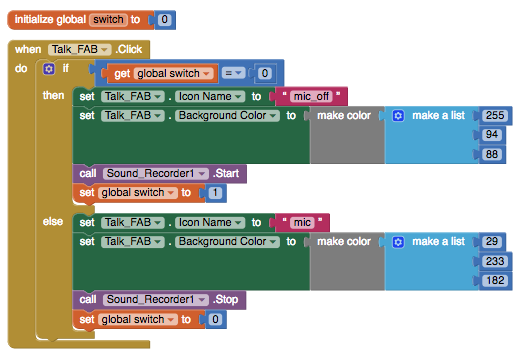 initialize global switch to 0
when Talk_FAB .Click
do if get global switch = 0
then set Talk_FAB . Icon Name to " mic_off "
set Talk_FAB . Background Color to make color make a list 255
94
88
call Sound_Recorder1 .Start
set global switch to 1
else set Talk_FAB . Icon Name to " mic "
set Talk_FAB . Background Color to make color make a list 29
233
182
call Sound_Recorder1 .Stop
set global switch to 0